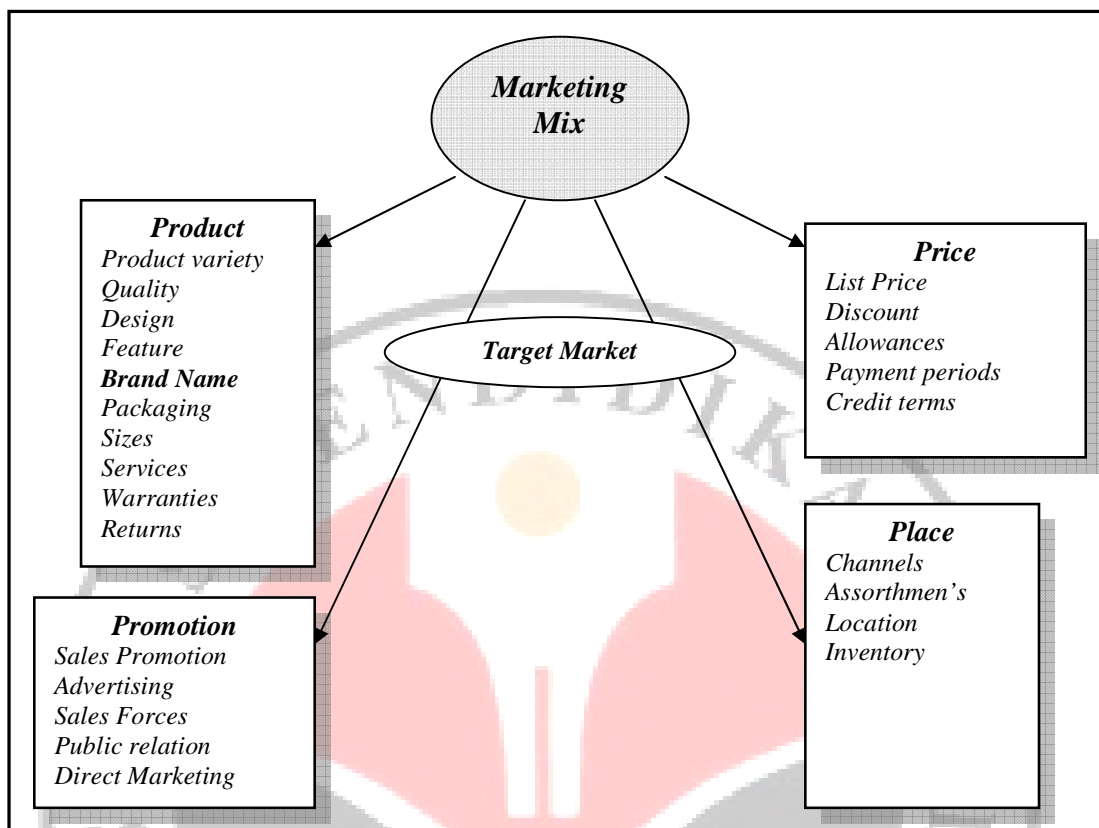 Marketing
Mix
Product
Product variety
Quality
Design
Feature
Brand Name
Packaging
Sizes
Services
Warranties
Returns
Price
List Price
Discount
Allowances
Payment periods
Credit terms
Target Market
Promotion
Sales Promotion
Advertising
Sales Forces
Public relation
Direct Marketing
Place
Channels
Assorthmen's
Location
Inventory